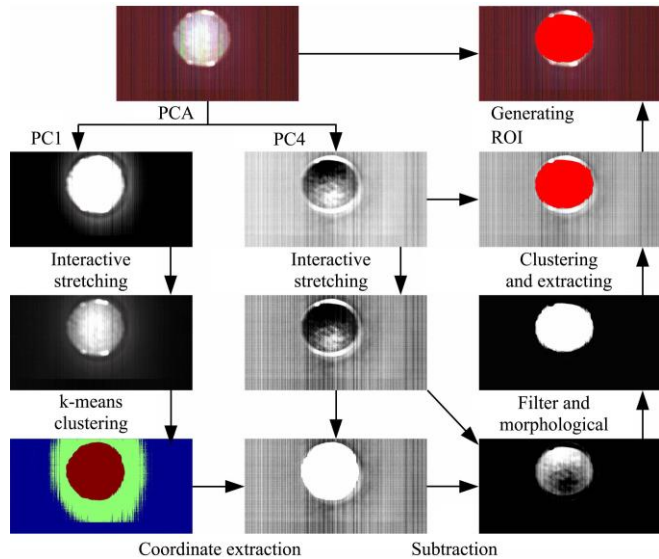 PCA
PC1
PC4
Generating
ROI
Interactive
stretching
Interactive
stretching
Clustering
and extracting
k-means
clustering
Filter and
morphological
Coordinate extraction
Subtraction